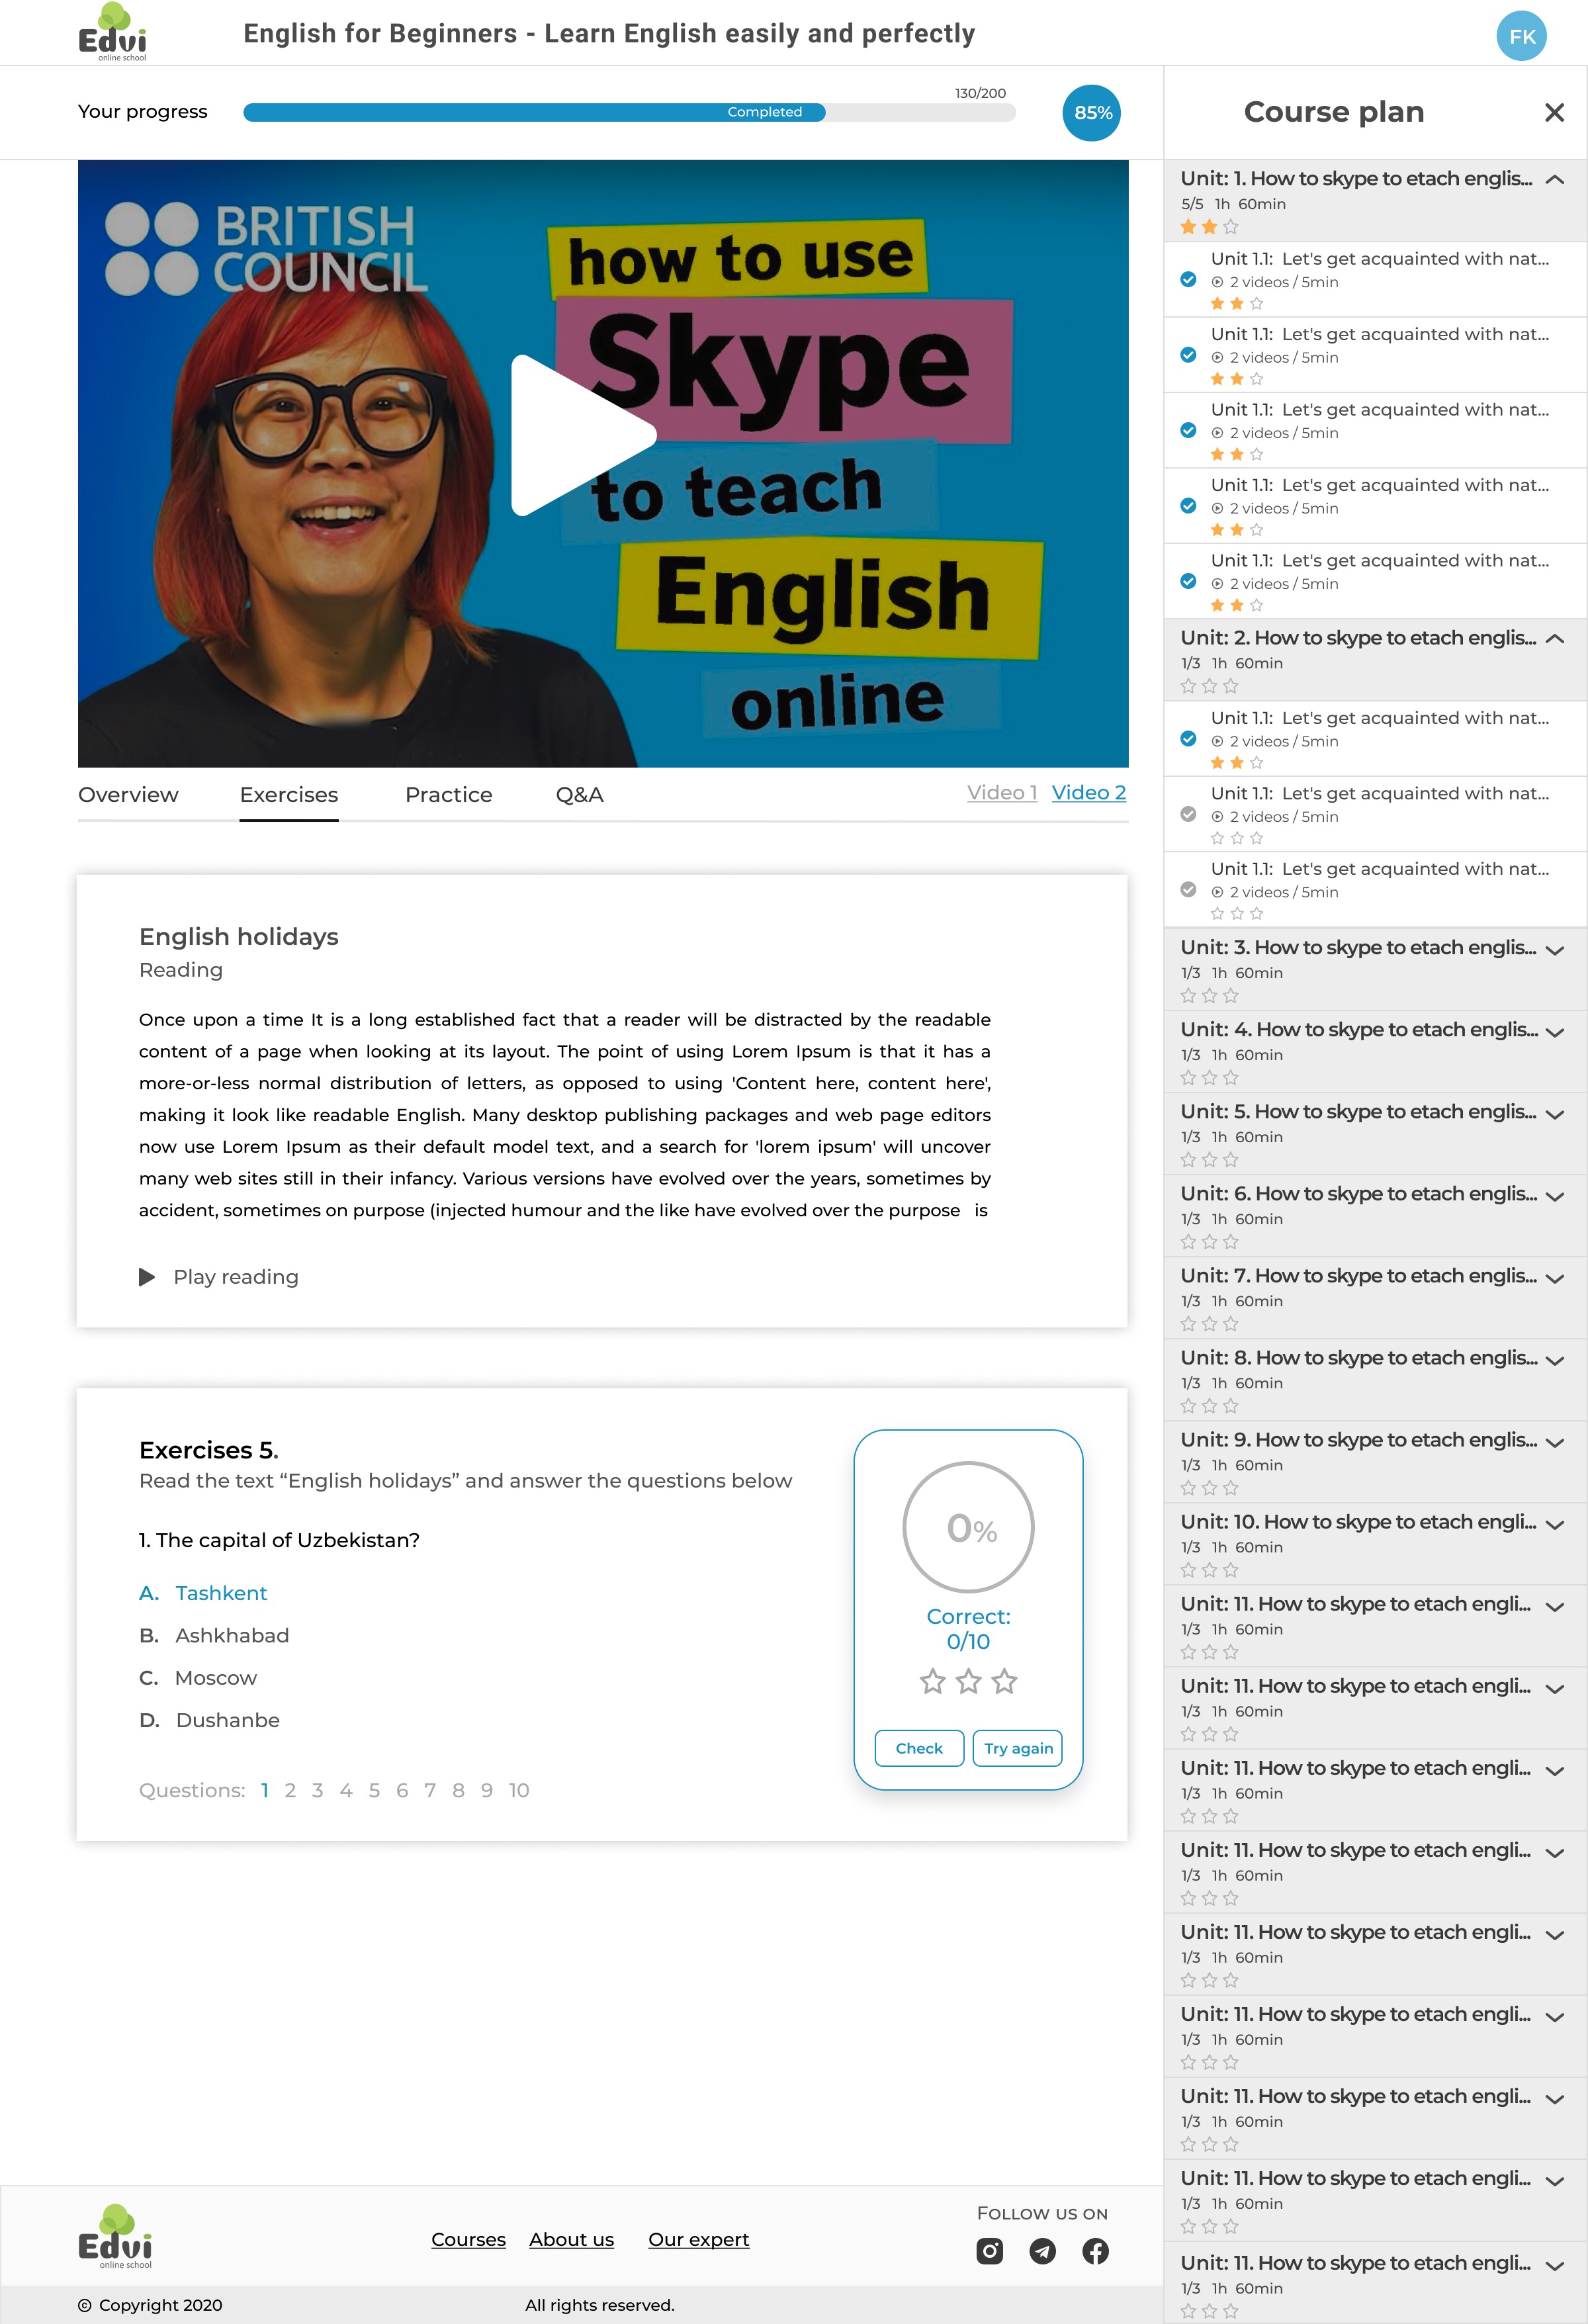 Edvi
online school
English for Beginners - Learn English easily and perfectly
FK
Your progress
Completed
130/200
85%
BRITISH
COUNCIL
how to use
Skype
to teach
English
online
Overview
Exercises
Practice
Q&A
Video 1
Video 2
English holidays
Reading
Once upon a time It is a long established fact that a reader will be distracted by the readable
content of a page when looking at its layout. The point of using Lorem Ipsum is that it has a
more-or-less normal distribution of letters, as opposed to using 'Content here, content here',
making it look like readable English. Many desktop publishing packages and web page editors
now use Lorem Ipsum as their default model text, and a search for 'lorem ipsum' will uncover
many web sites still in their infancy. Various versions have evolved over the years, sometimes by
accident, sometimes on purpose (injected humour and the like have evolved over the purpose is
Play reading
Exercises 5.
Read the text “English holidays” and answer the questions below
1. The capital of Uzbekistan?
A. Tashkent
B. Ashkhabad
C. Moscow
D. Dushanbe
Questions: 1 2 3 4 5 6 7 8 9 10
0%
Correct:
0/10
Check
Try again
Course plan
Unit: 1. How to skype to etach englis...
5/5 1h 60min
Unit 1.1: Let's get acquainted with nat...
2 videos / 5min
Unit 1.1: Let's get acquainted with nat...
2 videos / 5min
Unit 1.1: Let's get acquainted with nat...
2 videos / 5min
Unit 1.1: Let's get acquainted with nat...
2 videos / 5min
Unit 1.1: Let's get acquainted with nat...
2 videos / 5min
Unit: 2. How to skype to etach englis...
1/3 1h 60min
Unit 1.1: Let's get acquainted with nat...
2 videos / 5min
Unit 1.1: Let's get acquainted with nat...
2 videos / 5min
Unit 1.1: Let's get acquainted with nat...
2 videos / 5min
Unit: 3. How to skype to etach englis...
1/3 1h 60min
Unit: 4. How to skype to etach englis...
1/3 1h 60min
Unit: 5. How to skype to etach englis...
1/3 1h 60min
Unit: 6. How to skype to etach englis...
1/3 1h 60min
Unit: 7. How to skype to etach englis...
1/3 1h 60min
Unit: 8. How to skype to etach englis...
1/3 1h 60min
Unit: 9. How to skype to etach englis...
1/3 1h 60min
Unit: 10. How to skype to etach engli...
1/3 1h 60min
Unit: 11. How to skype to etach engli...
1/3 1h 60min
Unit: 11. How to skype to etach engli...
1/3 1h 60min
Unit: 11. How to skype to etach engli...
1/3 1h 60min
Unit: 11. How to skype to etach engli...
1/3 1h 60min
Unit: 11. How to skype to etach engli...
1/3 1h 60min
Unit: 11. How to skype to etach engli...
1/3 1h 60min
Unit: 11. How to skype to etach engli...
1/3 1h 60min
Unit: 11. How to skype to etach engli...
1/3 1h 60min
Unit: 11. How to skype to etach engli...
1/3 1h 60min
Edvi
online school
Courses
About us
Our expert
FOLLOW US ON
© Copyright 2020
All rights reserved.